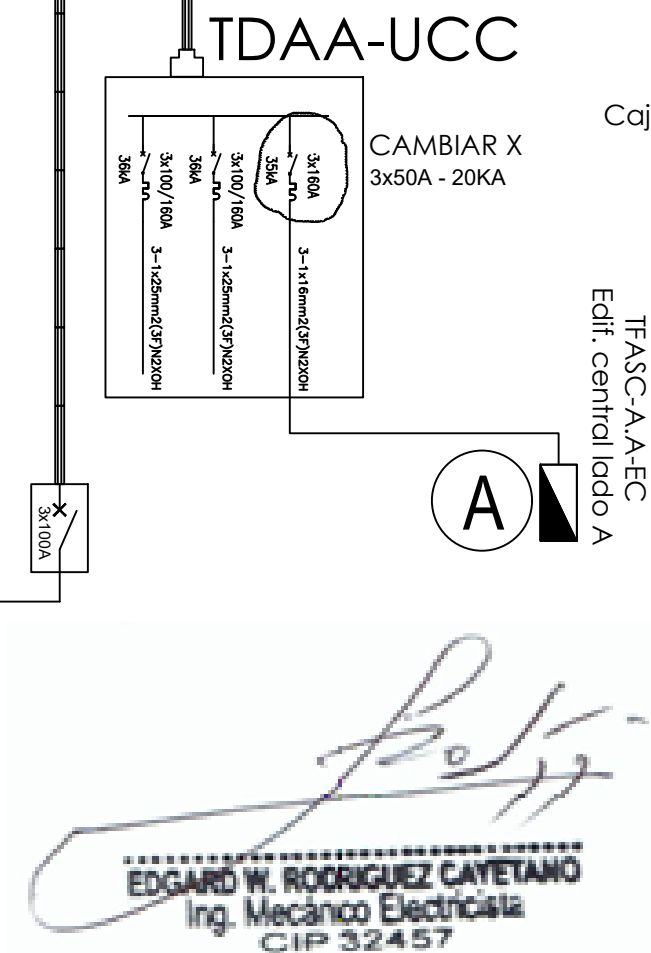 TDAA-UCC
Caj
CAMBIAR X
3x50A - 20KA
36kA
3x100/160A
36kA
3x100/160A
35kA
3x160A
3-1x25mm2(3F)N2XOH
3-1x25mm2(3F)N2XOH
3-1x16mm2(3F)N2XOH
TFASC-A.A-EC
Edif. central lado A
A
3x100A
EDGARD W. RODRIGUEZ CAYETANO
Ing. Mecánico Electricista
CIP 32457